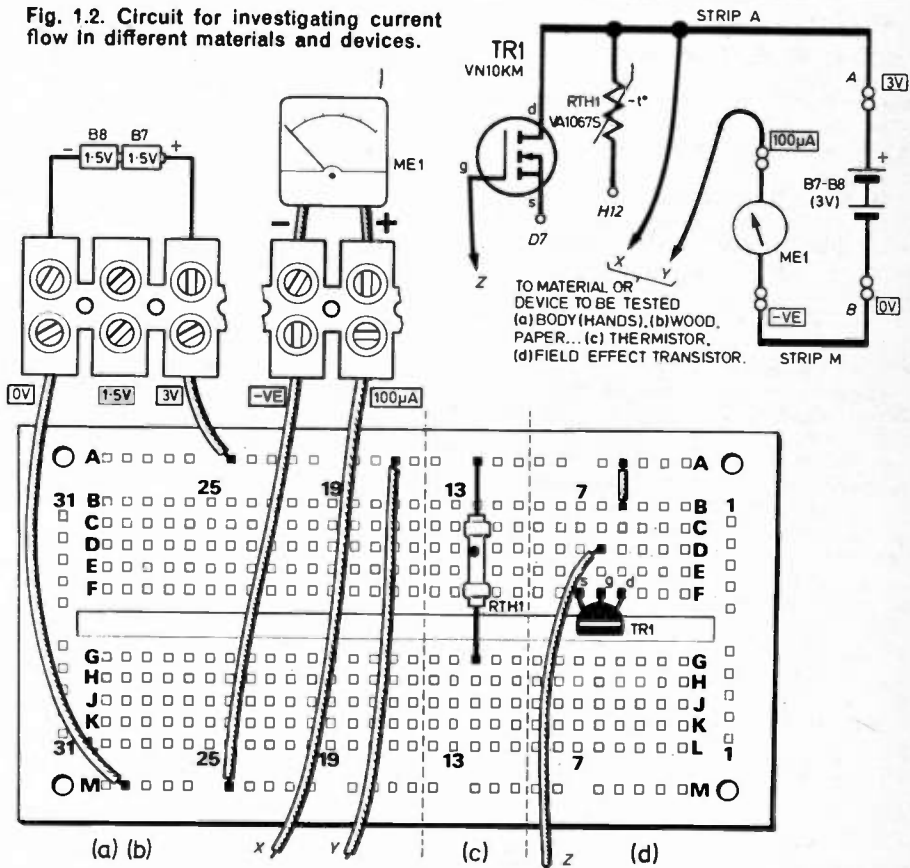 Fig. 1.2. Circuit for investigating current
flow in different materials and devices.
B8 B7
- 1·5V 1·5V +
ME1
- +
0V 1·5V 3V -VE 100µA
STRIP A
TR1
VN10KM
d
g
s
D7
Z
RTH1
VA1067S
-t°
H12
X Y
100µA
ME1
-VE
A 3V
+
B7-B8
(3V)
B 0V
STRIP M
TO MATERIAL OR
DEVICE TO BE TESTED
(a) BODY (HANDS), (b) WOOD,
PAPER... (c) THERMISTOR,
(d) FIELD EFFECT TRANSISTOR.
A A
31 25 19 13 7 1
B B
C C
D D
E E
F F
s g d
RTH1
TR1
G G
H H
J J
K K
L
31 25 19 13 7 1
M M
X Y Z
(a) (b) (c) (d)